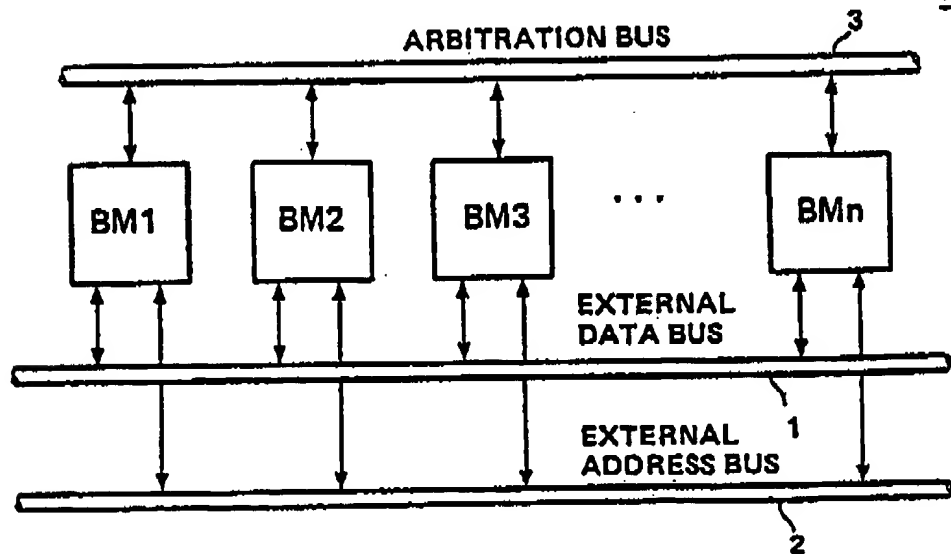 3
ARBITRATION BUS
BM1
BM2
BM3
...
BMn
EXTERNAL
DATA BUS
1
EXTERNAL
ADDRESS BUS
2